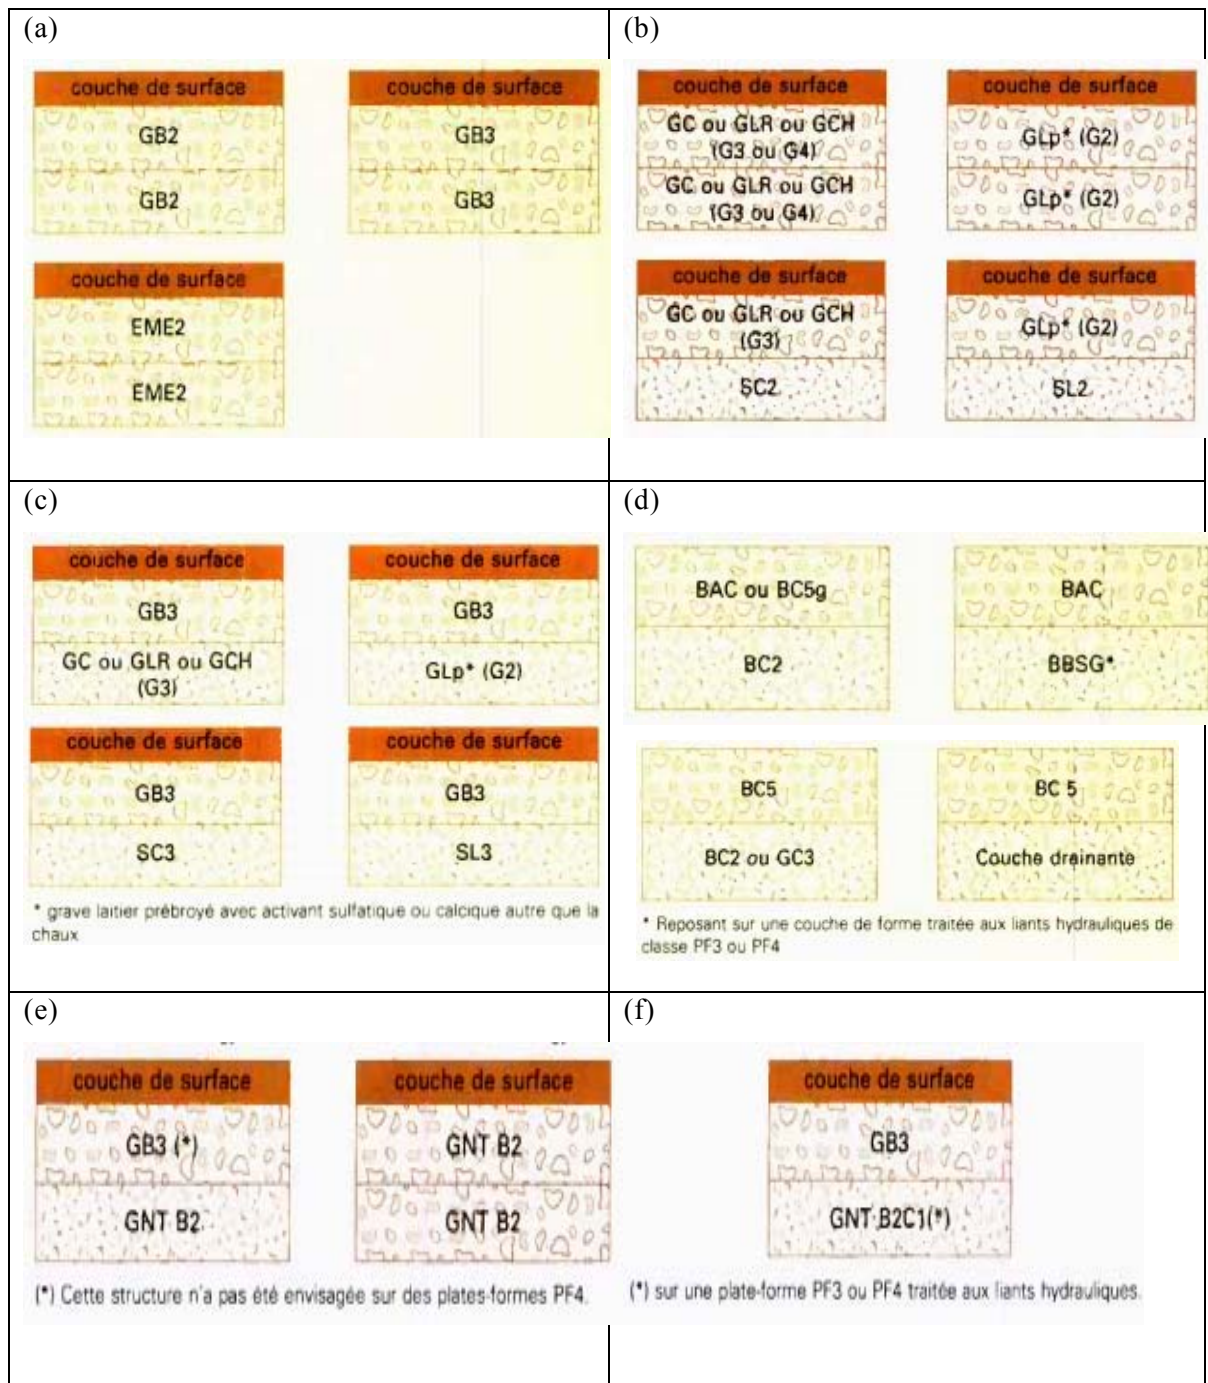 (a)
couche de surface
GB2
GB2
couche de surface
GB3
GB3
couche de surface
EME2
EME2
(b)
couche de surface
GC ou GLR ou GCH
(G3 ou G4)
GC ou GLR ou GCH
(G3 ou G4)
couche de surface
GLp* (G2)
GLp* (G2)
couche de surface
GC ou GLR ou GCH
(G3)
SC2
couche de surface
GLp* (G2)
SL2
(c)
couche de surface
GB3
GC ou GLR ou GCH
(G3)
couche de surface
GB3
GLp* (G2)
couche de surface
GB3
SC3
couche de surface
GB3
SL3
* grave laitier prébroyé avec activant sulfatique ou calcique autre que la
chaux
(d)
BAC ou BC5g
BC2
BAC
BBSG*
BC5
BC2 ou GC3
BC 5
Couche drainante
* Reposant sur une couche de forme traitée aux liants hydrauliques de
classe PF3 ou PF4
(e)
couche de surface
GB3 (*)
GNT B2
couche de surface
GNT B2
GNT B2
(*) Cette structure n'a pas été envisagée sur des plates-formes PF4.
(f)
couche de surface
GB3
GNT B2C1(*)
(*) sur une plate-forme PF3 ou PF4 traitée aux liants hydrauliques.